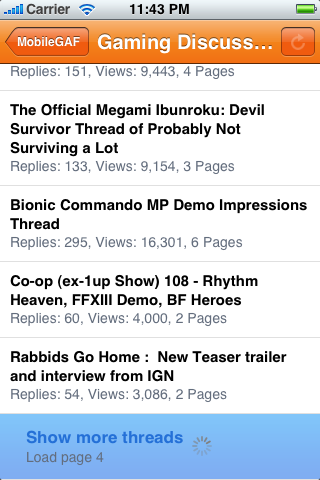 Carrier 11:43 PM
MobileGAF Gaming Discuss...
Replies: 151, Views: 9,443, 4 Pages
The Official Megami Ibunroku: Devil
Survivor Thread of Probably Not
Surviving a Lot
Replies: 133, Views: 9,154, 3 Pages
Bionic Commando MP Demo Impressions
Thread
Replies: 295, Views: 16,301, 6 Pages
Co-op (ex-1up Show) 108 - Rhythm
Heaven, FFXIII Demo, BF Heroes
Replies: 60, Views: 4,000, 2 Pages
Rabbids Go Home :  New Teaser trailer
and interview from IGN
Replies: 54, Views: 3,086, 2 Pages
Show more threads
Load page 4